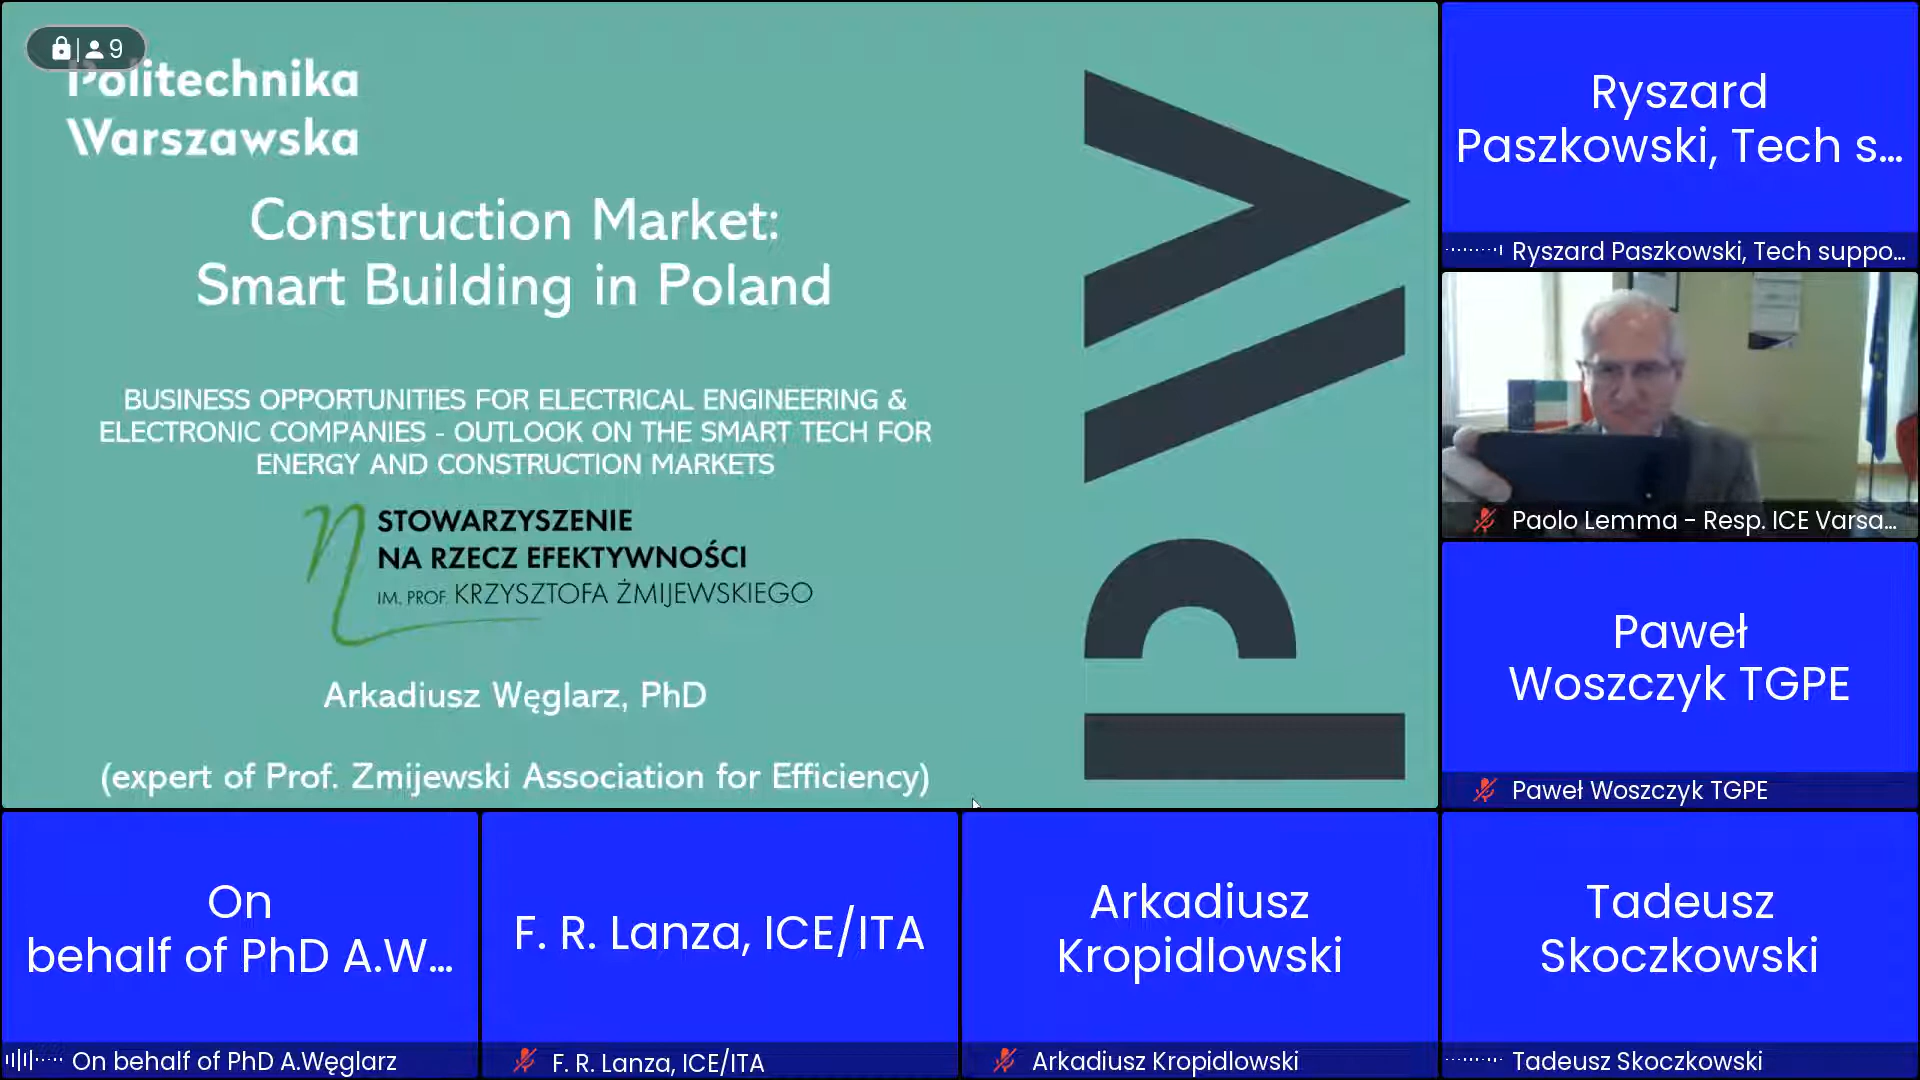 9
Politechnika
Warszawska
Construction Market:
Smart Building in Poland
BUSINESS OPPORTUNITIES FOR ELECTRICAL ENGINEERING &
ELECTRONIC COMPANIES - OUTLOOK ON THE SMART TECH FOR
ENERGY AND CONSTRUCTION MARKETS
STOWARZYSZENIE
NA RZECZ EFEKTYWNOŚCI
IM. PROF. KRZYSZTOFA ŻMIJEWSKIEGO
Arkadiusz Węglarz, PhD
(expert of Prof. Zmijewski Association for Efficiency)
Ryszard
Paszkowski, Tech s...
Ryszard Paszkowski, Tech suppo...
Paolo Lemma - Resp. ICE Varsa...
Paweł
Woszczyk TGPE
Paweł Woszczyk TGPE
On
behalf of PhD A.W...
On behalf of PhD A.Węglarz
F. R. Lanza, ICE/ITA
F. R. Lanza, ICE/ITA
Arkadiusz
Kropidlowski
Arkadiusz Kropidlowski
Tadeusz
Skoczkowski
Tadeusz Skoczkowski